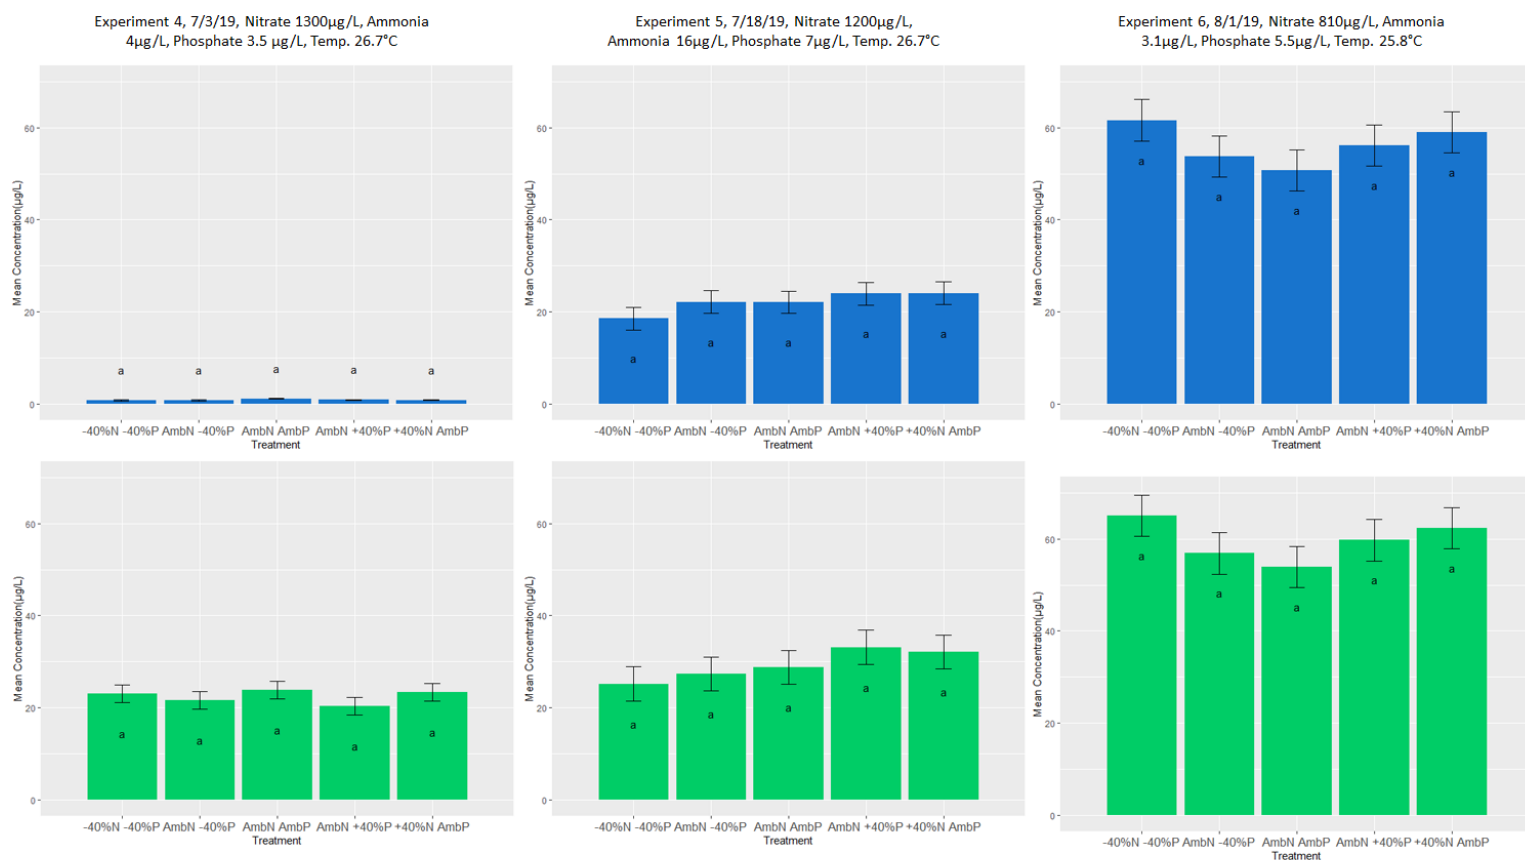 Experiment 4, 7/3/19, Nitrate 1300µg/L, Ammonia
4µg/L, Phosphate 3.5 µg/L, Temp. 26.7°C
Experiment 5, 7/18/19, Nitrate 1200µg/L,
Ammonia 16µg/L, Phosphate 7µg/L, Temp. 26.7°C
Experiment 6, 8/1/19, Nitrate 810µg/L, Ammonia
3.1µg/L, Phosphate 5.5µg/L, Temp. 25.8°C
Mean Concentration(µg/L)
60
40
20
0
a a a a a
-40%N -40%P AmbN -40%P AmbN AmbP AmbN +40%P +40%N AmbP
Treatment
Mean Concentration(µg/L)
60
40
20
0
a a a a a
-40%N -40%P AmbN -40%P AmbN AmbP AmbN +40%P +40%N AmbP
Treatment
Mean Concentration(µg/L)
60
40
20
0
a a a a a
-40%N -40%P AmbN -40%P AmbN AmbP AmbN +40%P +40%N AmbP
Treatment
Mean Concentration(µg/L)
60
40
20
0
a a a a a
-40%N -40%P AmbN -40%P AmbN AmbP AmbN +40%P +40%N AmbP
Treatment
Mean Concentration(µg/L)
60
40
20
0
a a a a a
-40%N -40%P AmbN -40%P AmbN AmbP AmbN +40%P +40%N AmbP
Treatment
Mean Concentration(µg/L)
60
40
20
0
a a a a a
-40%N -40%P AmbN -40%P AmbN AmbP AmbN +40%P +40%N AmbP
Treatment